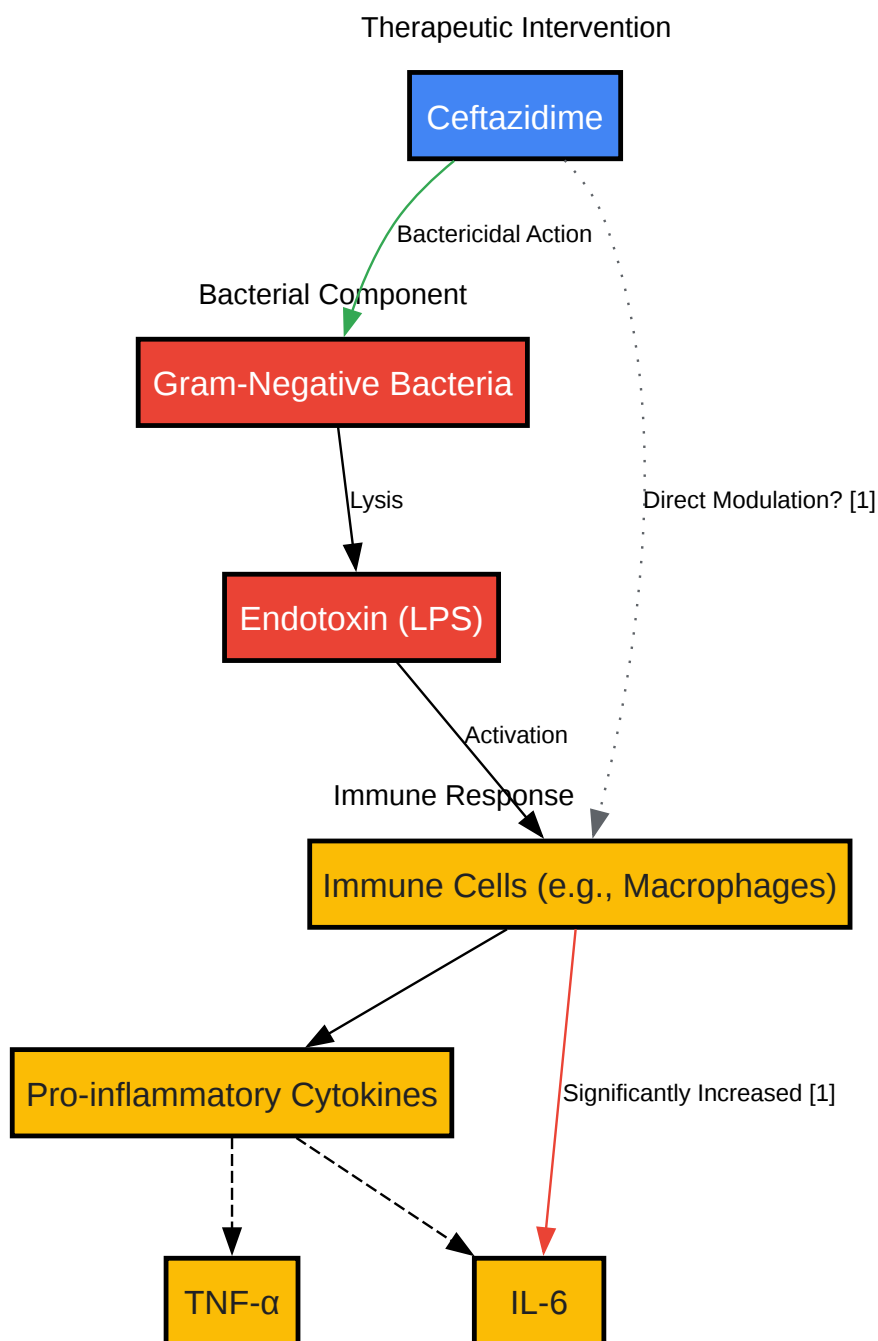 Therapeutic Intervention
Ceftazidime
Bactericidal Action
Bacterial Component
Gram-Negative Bacteria
Lysis
Direct Modulation? [1]
Endotoxin (LPS)
Activation
Immune Response
Immune Cells (e.g., Macrophages)
Pro-inflammatory Cytokines
Significantly Increased [1]
TNF-α
IL-6